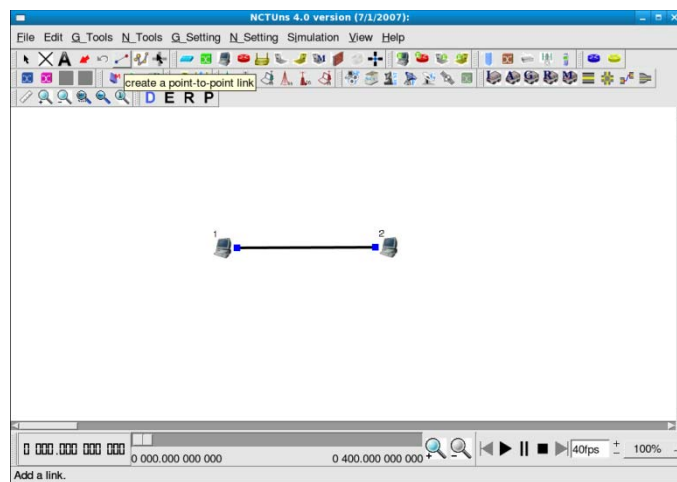 NCTUns 4.0 version (7/1/2007):
File Edit G_Tools N_Tools G_Setting N_Setting Simulation View Help
A
create a point-to-point link
D E R P
1
2
0 000.000 000 000
0 000.000 000 000
0 400.000 000 000
40fps
100%
Add a link.